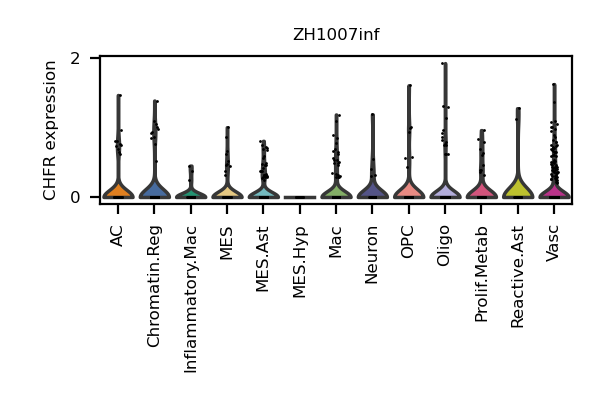 ZH1007inf
CHFR expression
2
0
AC
Chromatin.Reg
Inflammatory.Mac
MES
MES.Ast
MES.Hyp
Mac
Neuron
OPC
Oligo
Prolif.Metab
Reactive.Ast
Vasc